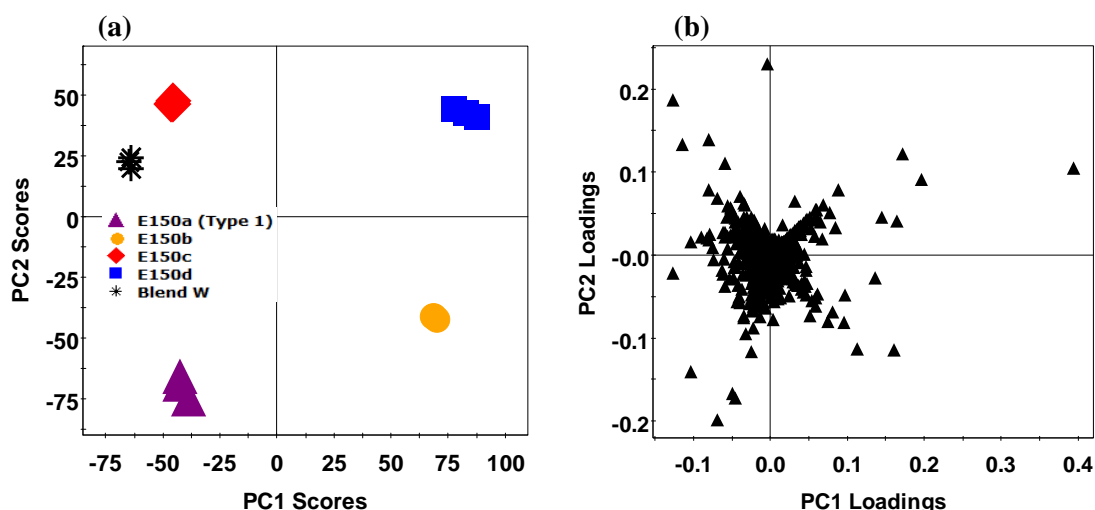 (a)
PC2 Scores
50
25
0
-25
-50
-75
E150a (Type 1)
E150b
E150c
E150d
Blend W
-75 -50 -25 0 25 50 75 100
PC1 Scores
(b)
PC2 Loadings
0.2
0.1
-0.0
-0.1
-0.2
-0.1 0.0 0.1 0.2 0.3 0.4
PC1 Loadings